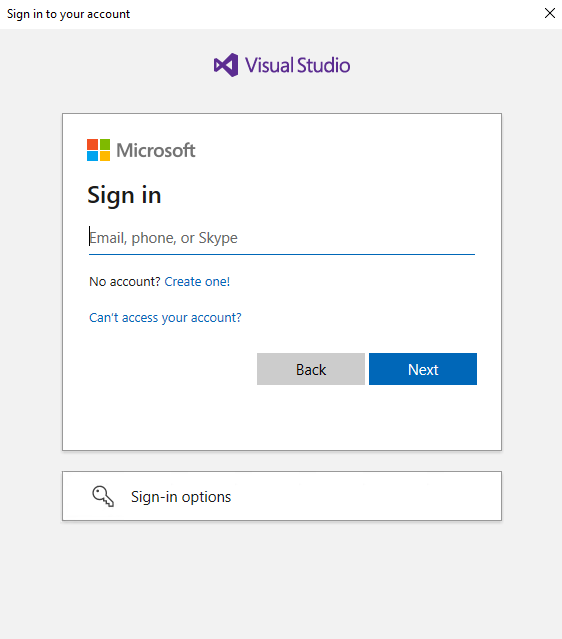 Sign in to your account
Visual Studio
Microsoft
Sign in
Email, phone, or Skype
No account? Create one!
Can't access your account?
Back
Next
Sign-in options